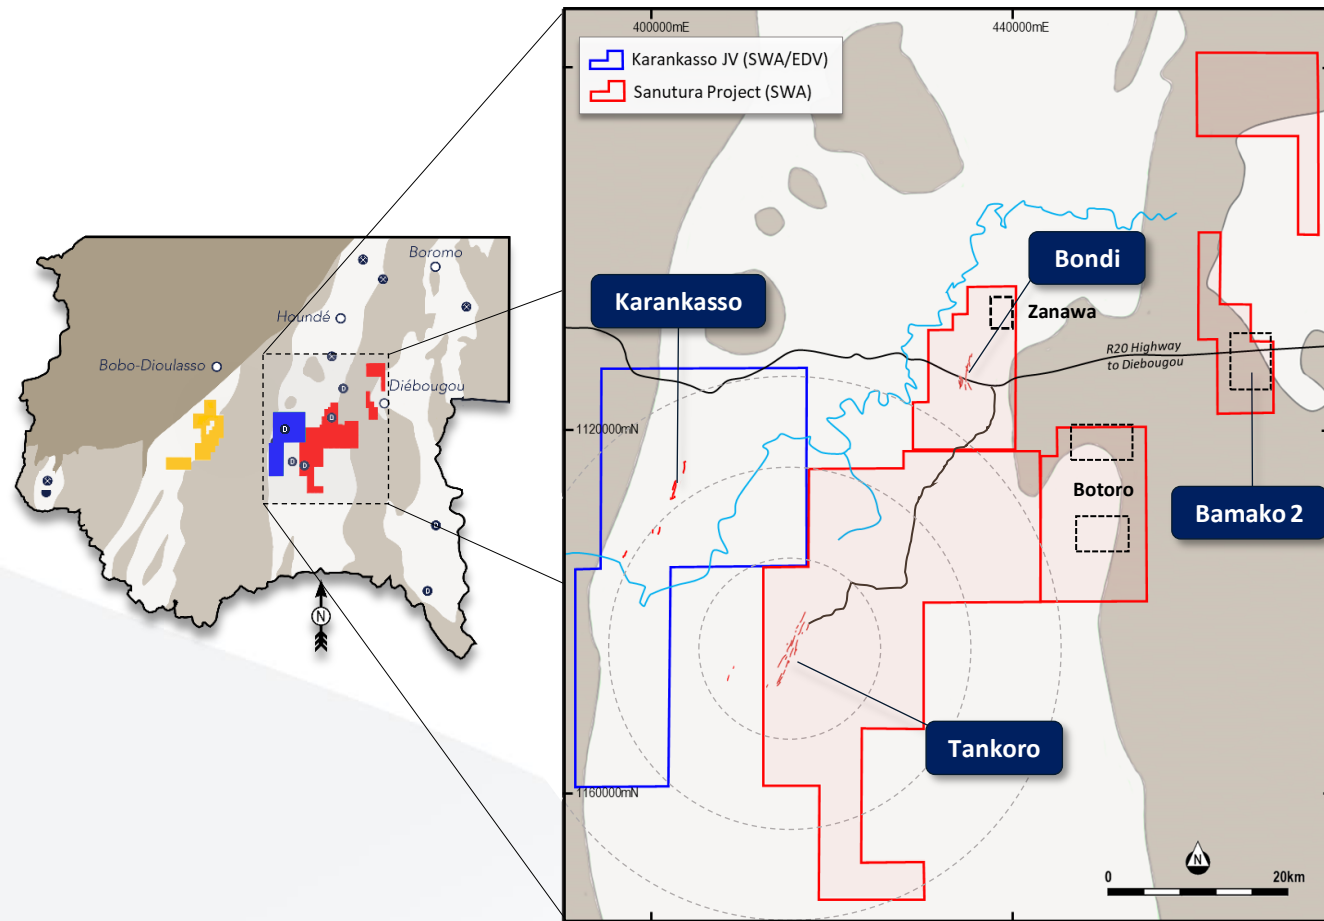 400000mE
440000mE
Karankasso JV (SWA/EDV)
Sanutura Project (SWA)
Boromo
Houndé
Bobo-Dioulasso
Diébougou
D
D
D
D
D
D
D
N
Karankasso
Bondi
Zanawa
R20 Highway
to Diebougou
1120000mN
Botoro
Bamako 2
Tankoro
1160000mN
N
0
20km